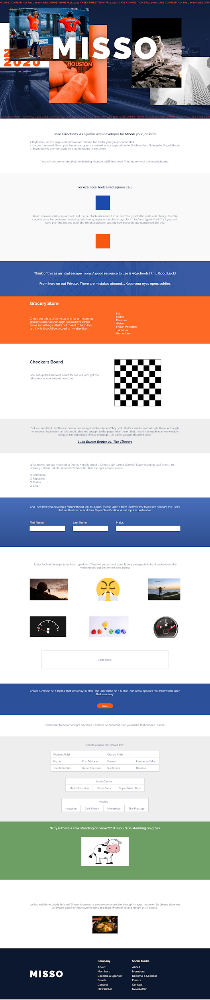 CASE COMPETITION FALL 2020 CASE COMPETITION FALL 2020 CASE COMPETITION FALL 2020 CASE COMPETITION FALL 2020 CASE COMPETITION FALL 2020 CASE COMPETITION FALL 2020 CASE COM
4
GEICO
MISSO
2020
HOUSTON
CASE COMPETITION FALL 2020 CASE COMPETITION FALL 2020 CASE COMPETITION FALL 2020 CASE COMPETITION FALL 2020 CASE COMPETITION FALL 2020 CASE COMPETITION FALL 2020 CASE COM
Case Directions: As a junior web developer for MISSO your job is to:
1. Right click on this page and hit 'save as', rename the file to 'yourgroupsname'.html
2. Locate the saved file on your folder and open it on a text editor application (i.e. Sublime Text, Notepad++, Visual Studio)
3. Begin editing the html code so that the blurbs make sense.
You will see some html that needs fixing. You can tell if they need fixing by some of the helpful blurbs.
For example, look a red square cell!
Shown above is a blue square cell, but the helpful blurb wants it to be red. You go into the code and change the html
code to solve the problem. I would go into line 19, replace the blue in bgcolor = 'blue' and type in 'red'. Try it yourself,
save the html file and open the file on a browser, you will now see a orange square cell like this:
Think of this as an html escape room. A good resource to use is w3schools html. Good Luck!
From here on out Private.. There are mistakes abound.... Keep your eyes open, soldier.
Grocery Store
Check out this list I came up with for an incoming
grocery store run! Although I could have sworn I
wrote something in that's not meant to be in this
list, if only it could be bolded to my attention...
• Milk
• Coffee
• Bananas
• Water
• Ferrari Portofino
• Juice Box
• Grape Juice
Checkers Board
Son, set up the Checkers board for me will ya? I got the
table set up, now we just need the
Did you see this Luka Doncic buzzer beater against the clippers? My god... that's some basketball right there. Although
whenever i try to click on this link, it takes me straight to the page, I don't want that.. I want it to open in a new window
because I'm still on this MISSO webpage... uh Junior you got this html code?
Luka Buzzer Beater vs. The Clippers
What movie just got released to Disney + and is about a Chinese Girl turned Warrior? Super Inspiring stuff there... Im
Drawing a Blank... uhhh Cinderella? Check (in html) the right answer please.
O Cinderella
O Rapunzel
O Mulan
O Elsa
Can I see how you develop a form with text inputs Junior? Please write a form (in html) that takes into account the user's
first and last name, and their Major Classification. A text input is preferable.
First Name: Last Name: Major:
Junior, look at these pictures from top-down. They tell you a short story. Type a paragraph (in html code) about the
meaning you got on the text area below.
E F E F
Code here...
Create a version of, "Staples, that was easy" in html. The user clicks on a button, and a box appears that informs the user,
"that was easy".
Click
I dont want to be left or right anymore. I want to be centered. Can you make that happen, Junior?
Create a table that shows this:
Modern Artist Classic Artist
Kayne Post Malone Queen Fleetwood Mac
Touch the Sky Under Pressure Sunflower Dreams
Mario Games
Mario Sunshine Mario Party Super Mario Bros
Movies
Inception Dark Knight Interstellar The Prestige
Why is there a cow standing on snow?!?! It should be standing on grass
Junior, well done. Job is finished. Dinner is on me. I can only communicate through Images, however. So please show me
an image below of your favorite drink and food. Width of 50 and Height of 45 please.
MISSO
Company
About
Members
Become a Sponsor
Events
Contact
Newsletter
Social Media
About
Members
Become a Sponsor
Events
Contact
Newsletter